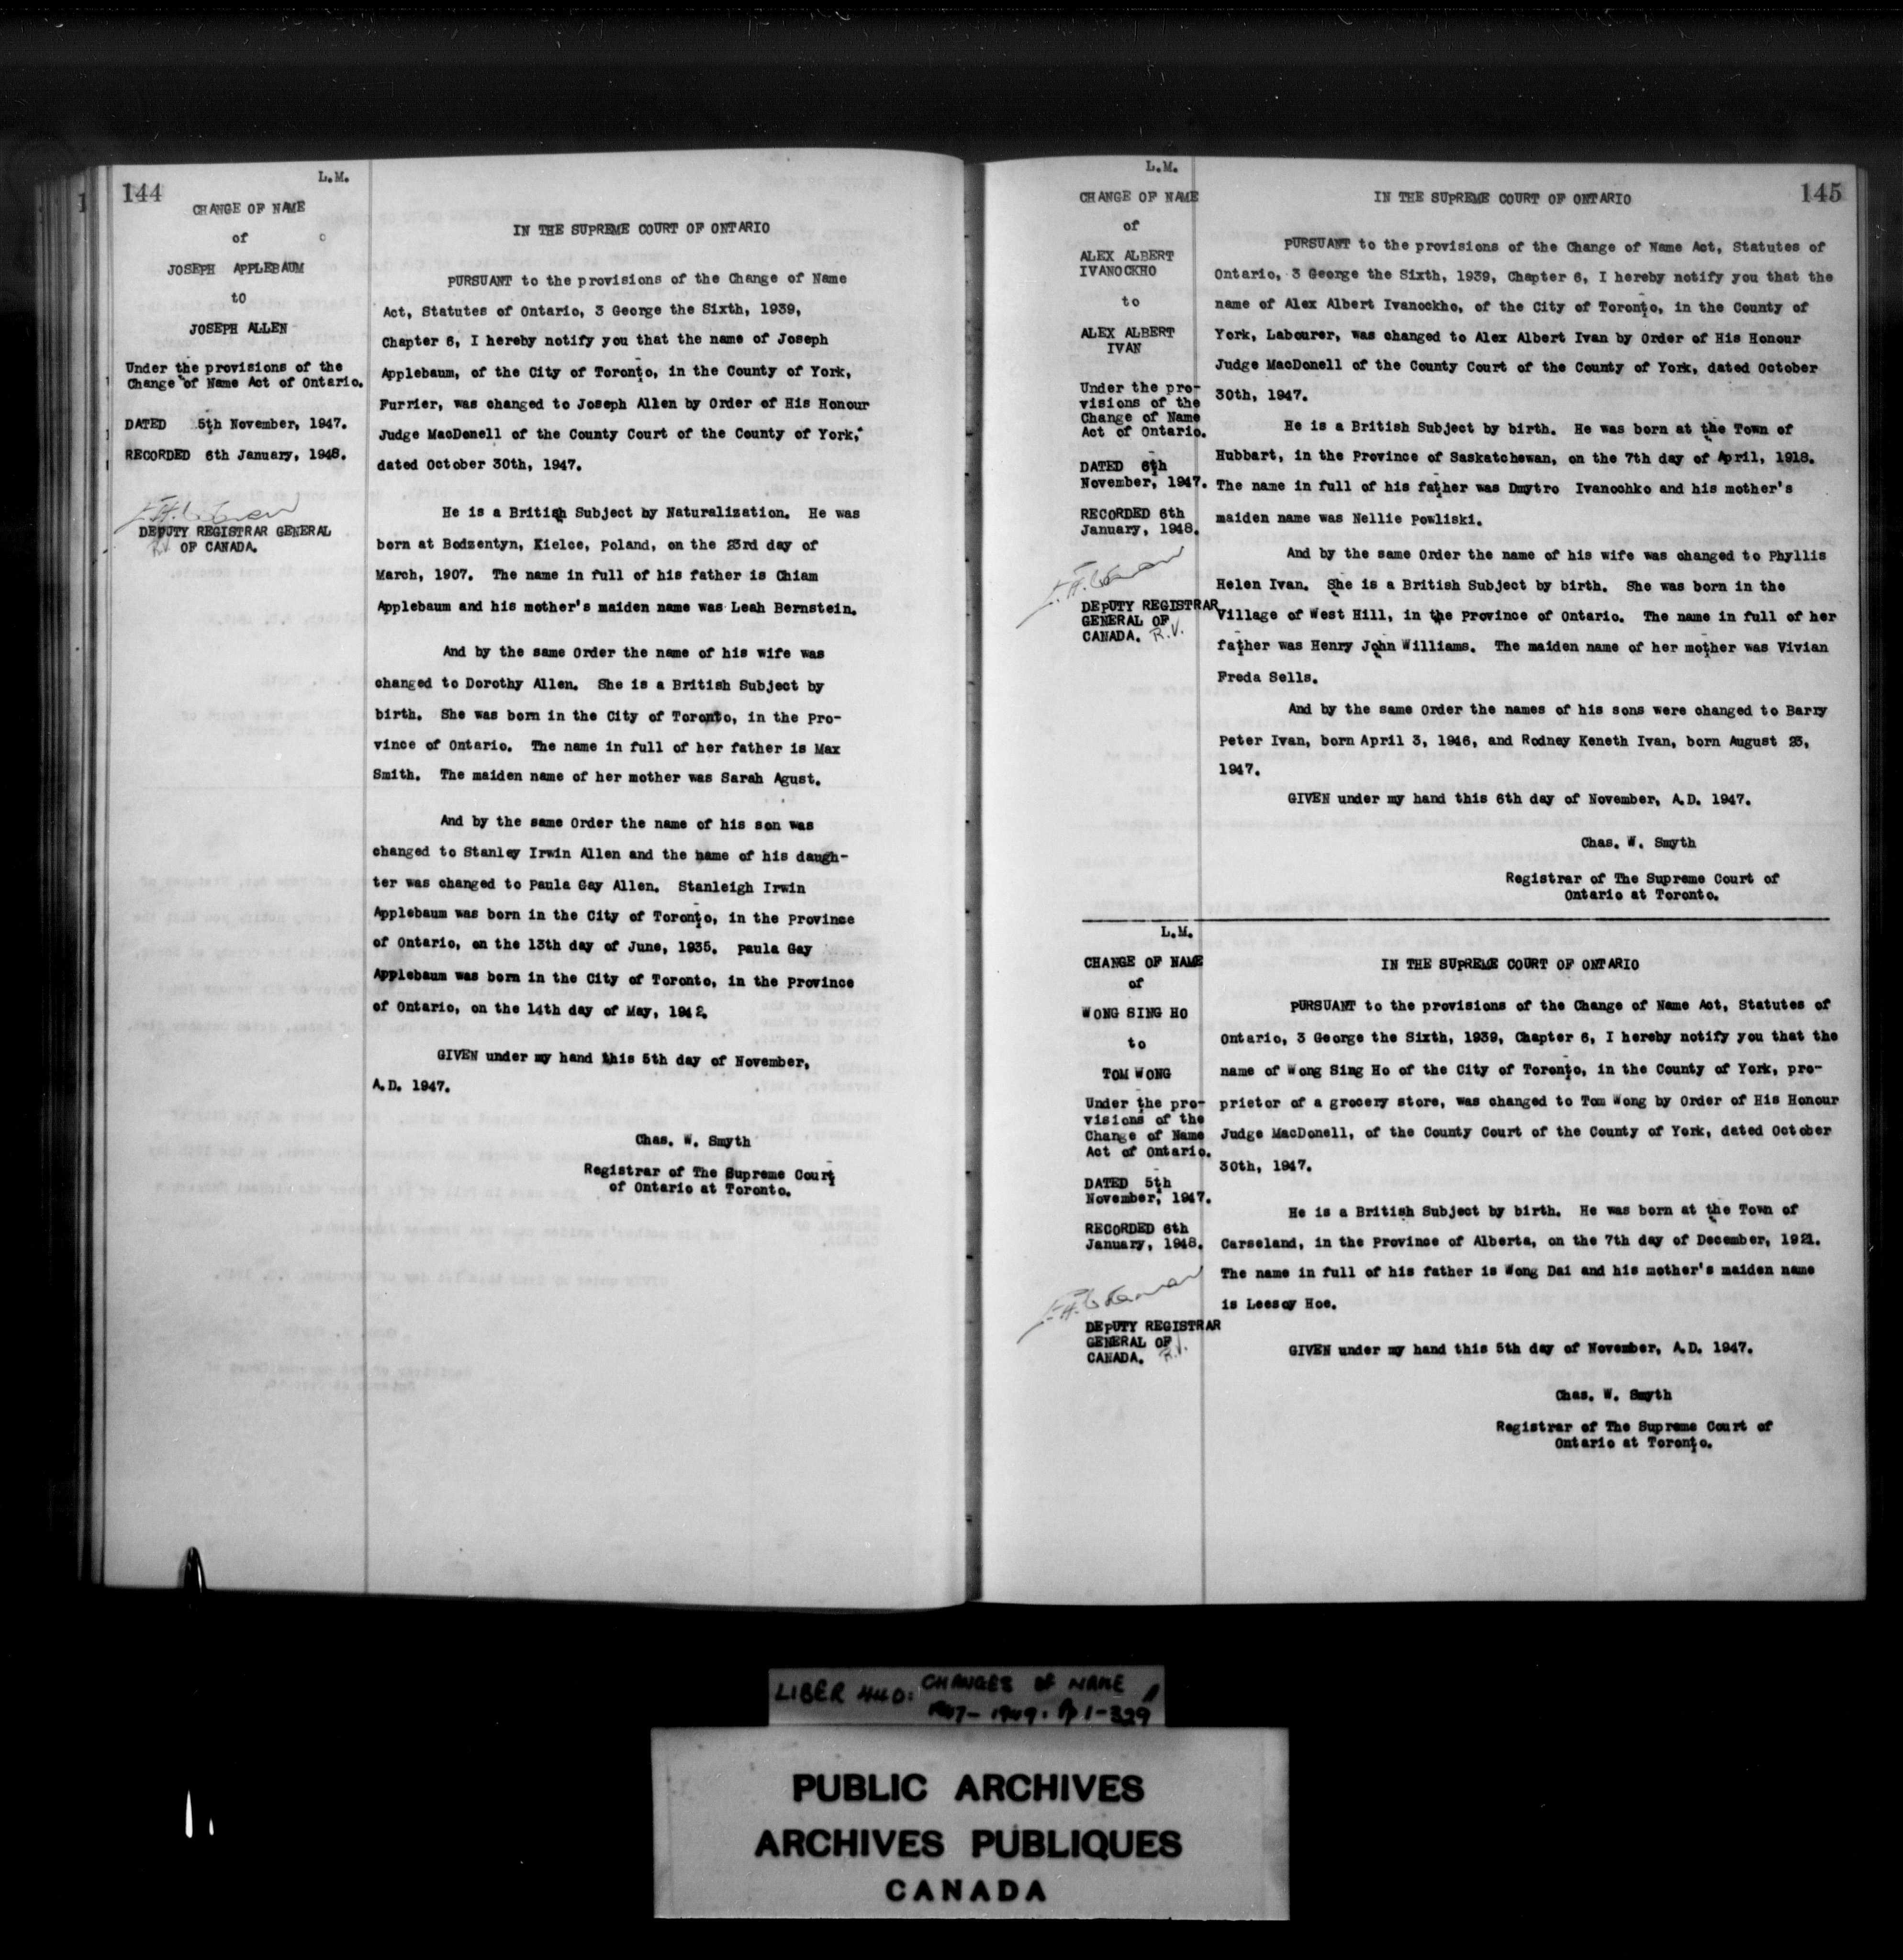 144
L.M.
CHANGE OF NAME
of
JOSEPH APPLEBAUM
to
JOSEPH ALLEN
Under the provisions of the
Change of Name Act of Ontario.
DATED 5th November, 1947.
RECORDED 6th January, 1948.
DEPUTY REGISTRAR GENERAL
OF CANADA.
IN THE SUPREME COURT OF ONTARIO
PURSUANT to the provisions of the Change of Name
Act, Statutes of Ontario, 3 George the Sixth, 1939,
Chapter 6, I hereby notify you that the name of Joseph
Applebaum, of the City of Toronto, in the County of York,
Furrier, was changed to Joseph Allen by Order of His Honour
Judge MacDonell of the County Court of the County of York,
dated October 30th, 1947.
He is a British Subject by Naturalization. He was
born at Bodzentyn, Kielce, Poland, on the 23rd day of
March, 1907. The name in full of his father is Chiam
Applebaum and his mother's maiden name was Leah Bernstein.
And by the same Order the name of his wife was
changed to Dorothy Allen. She is a British Subject by
birth. She was born in the City of Toronto, in the Pro-
vince of Ontario. The name in full of her father is Max
Smith. The maiden name of her mother was Sarah Agust.
And by the same Order the name of his son was
changed to Stanley Irwin Allen and the name of his daugh-
ter was changed to Paula Gay Allen. Stanleigh Irwin
Applebaum was born in the City of Toronto, in the Province
of Ontario, on the 13th day of June, 1935. Paula Gay
Applebaum was born in the City of Toronto, in the Province
of Ontario, on the 14th day of May, 1942.
GIVEN under my hand this 5th day of November,
A.D. 1947.
Chas. W. Smyth
Registrar of The Supreme Court
of Ontario at Toronto.
145
L.M.
CHANGE OF NAME
of
ALEX ALBERT
IVANOCKHO
to
ALEX ALBERT
IVAN
Under the pro-
visions of the
Change of Name
Act of Ontario.
DATED 6th
November, 1947.
RECORDED 6th
January, 1948.
DEPUTY REGISTRAR
GENERAL OF
CANADA. R.V.
IN THE SUPREME COURT OF ONTARIO
PURSUANT to the provisions of the Change of Name Act, Statutes of
Ontario, 3 George the Sixth, 1939, Chapter 6, I hereby notify you that the
name of Alex Albert Ivanockho, of the City of Toronto, in the County of
York, Labourer, was changed to Alex Albert Ivan by Order of His Honour
Judge MacDonell of the County Court of the County of York, dated October
30th, 1947.
He is a British Subject by birth. He was born at the Town of
Hubbart, in the Province of Saskatchewan, on the 7th day of April, 1918.
The name in full of his father was Dmytro Ivanochko and his mother's
maiden name was Nellie Powliski.
And by the same Order the name of his wife was changed to Phyllis
Helen Ivan. She is a British Subject by birth. She was born in the
Village of West Hill, in the Province of Ontario. The name in full of her
father was Henry John Williams. The maiden name of her mother was Vivian
Freda Sells.
And by the same Order the names of his sons were changed to Barry
Peter Ivan, born April 3, 1946, and Rodney Keneth Ivan, born August 23,
1947.
GIVEN under my hand this 6th day of November, A.D. 1947.
Chas. W. Smyth
Registrar of The Supreme Court of
Ontario at Toronto.
L.M.
CHANGE OF NAME
of
WONG SING HO
to
TOM WONG
Under the pro-
visions of the
Change of Name
Act of Ontario.
DATED 5th
November, 1947.
RECORDED 6th
January, 1948.
DEPUTY REGISTRAR
GENERAL OF
CANADA. R.V.
IN THE SUPREME COURT OF ONTARIO
PURSUANT to the provisions of the Change of Name Act, Statutes of
Ontario, 3 George the Sixth, 1939, Chapter 6, I hereby notify you that the
name of Wong Sing Ho of the City of Toronto, in the County of York, pro-
prietor of a grocery store, was changed to Tom Wong by Order of His Honour
Judge MacDonell, of the County Court of the County of York, dated October
30th, 1947.
He is a British Subject by birth. He was born at the Town of
Carseland, in the Province of Alberta, on the 7th day of December, 1921.
The name in full of his father is Wong Dai and his mother's maiden name
is Leesoy Hoe.
GIVEN under my hand this 5th day of November, A.D. 1947.
Chas. W. Smyth
Registrar of The Supreme Court of
Ontario at Toronto.
LIBER 440: CHANGES OF NAME
1947-1949. Pp 1-329
PUBLIC ARCHIVES
ARCHIVES PUBLIQUES
CANADA